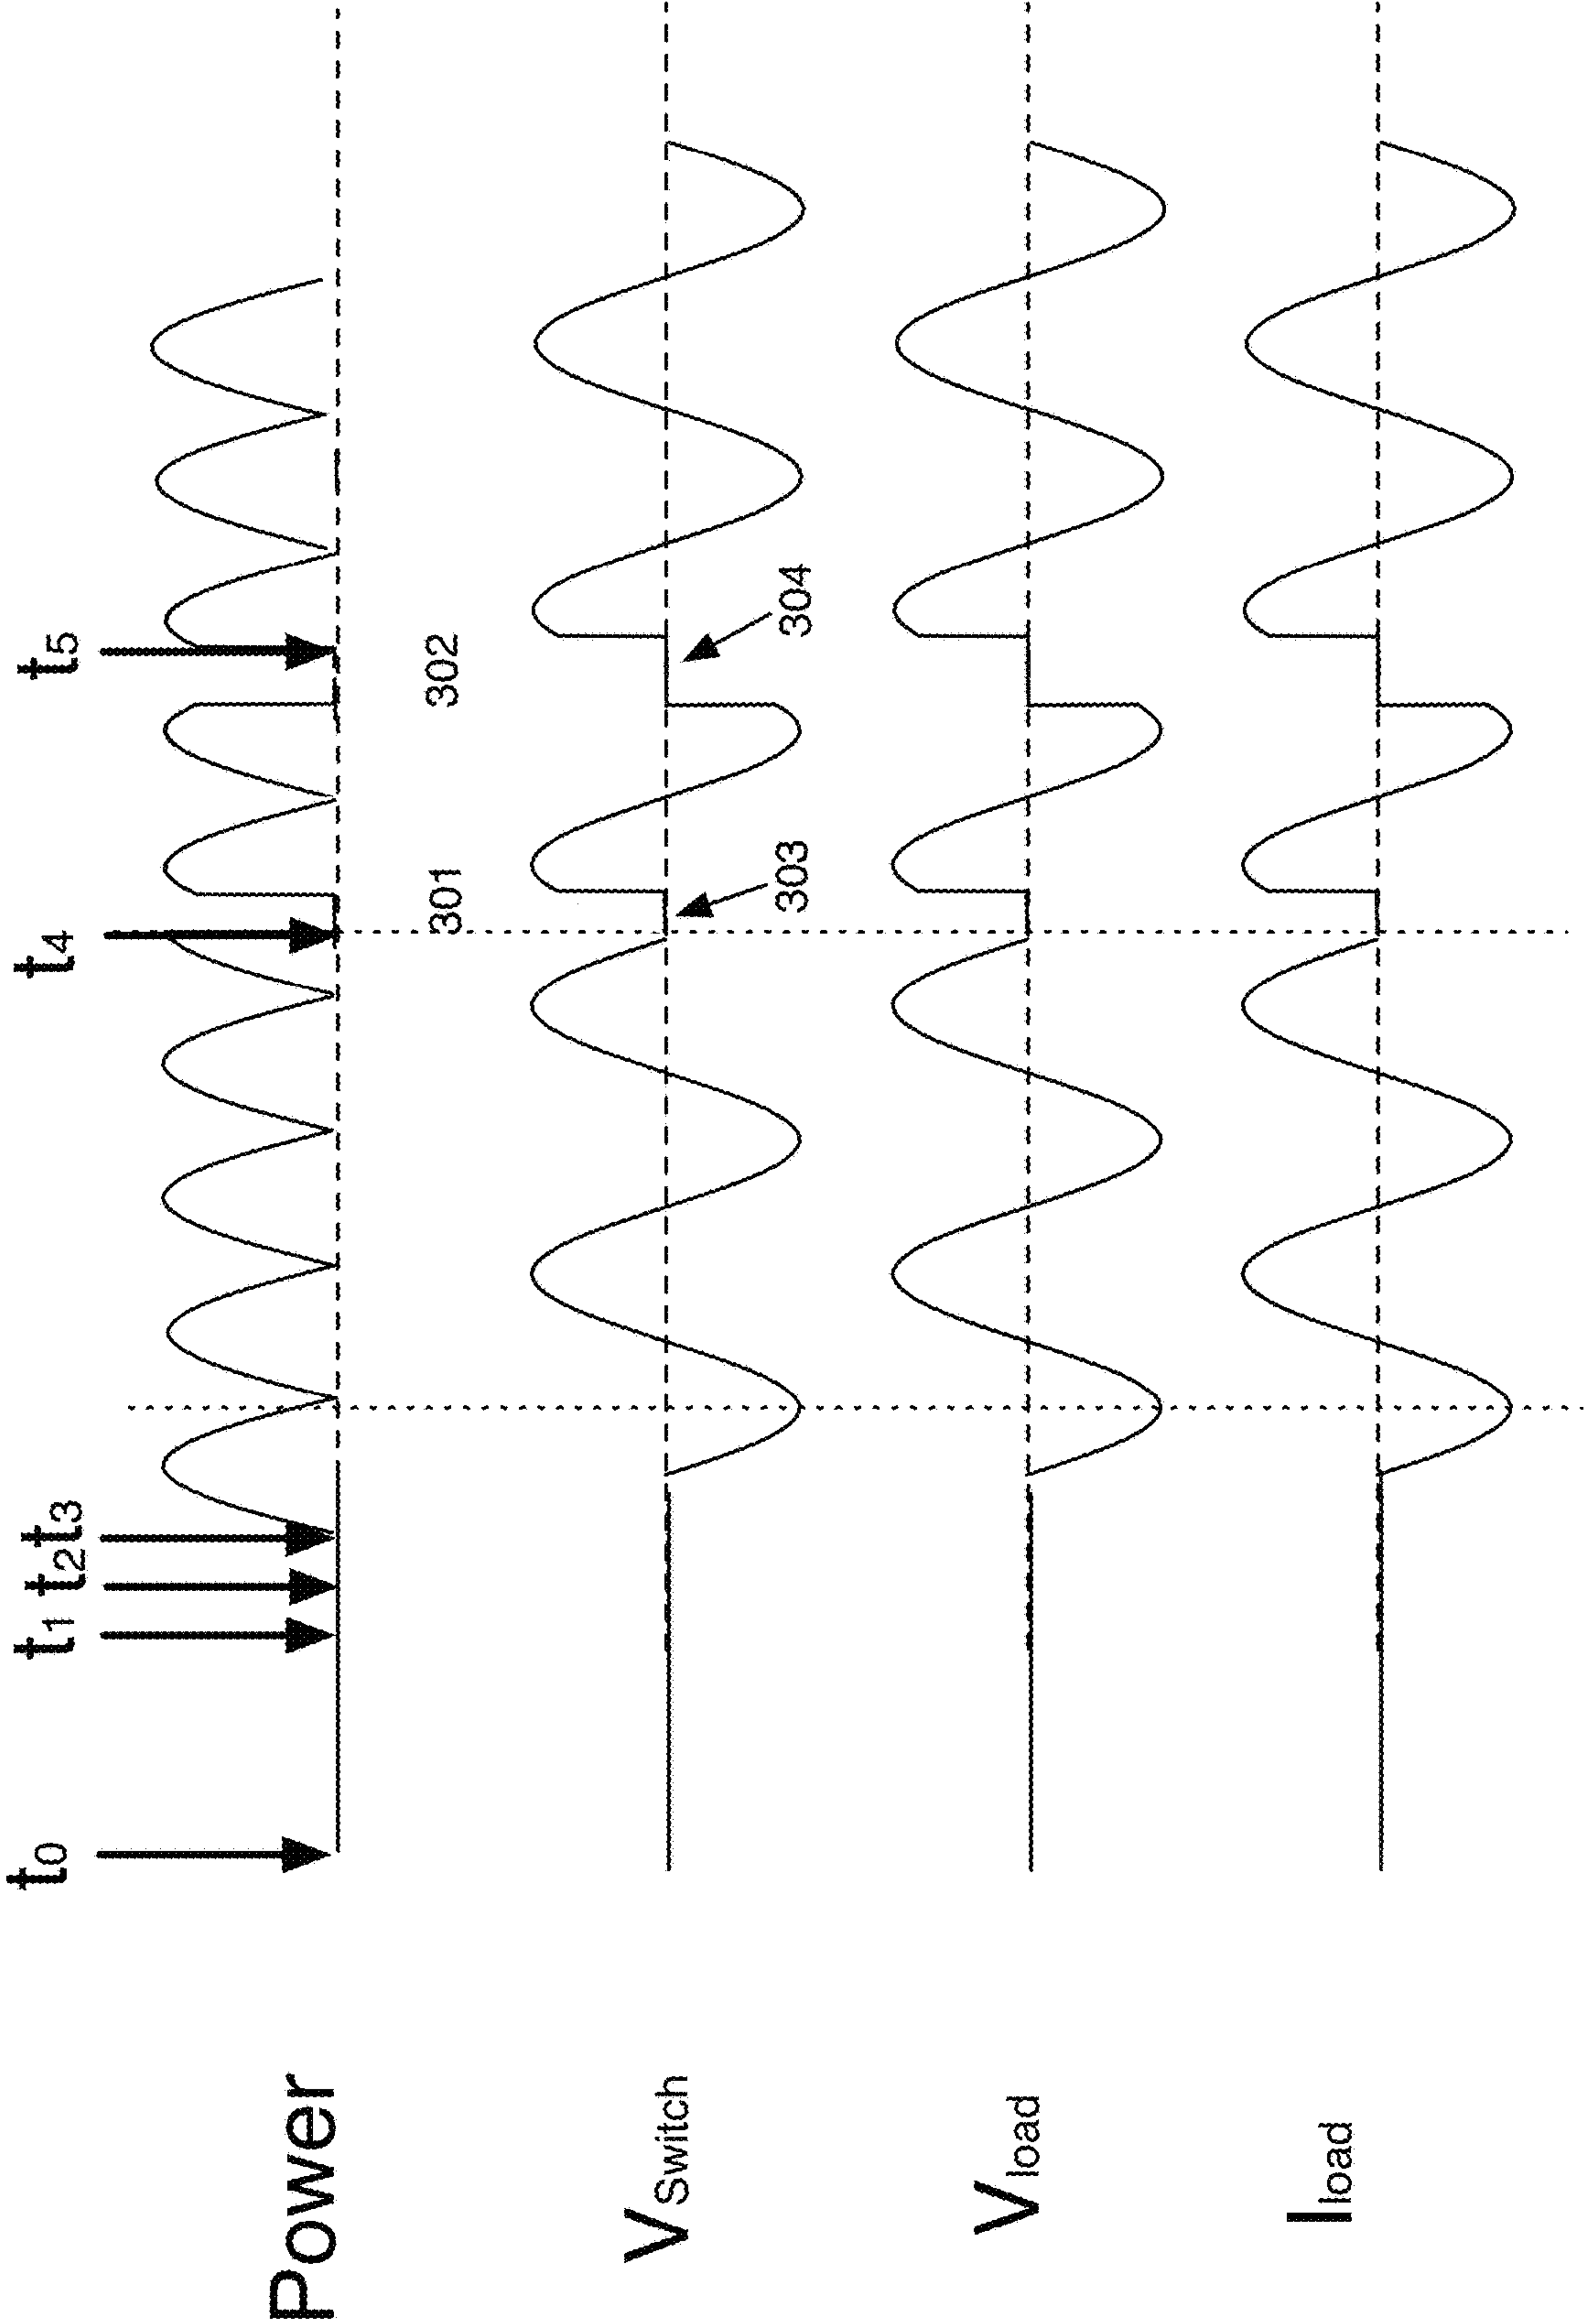 t0 t1 t2 t3 t4 t5
Power
301 302
VSwitch
303 304
Vload
Iload